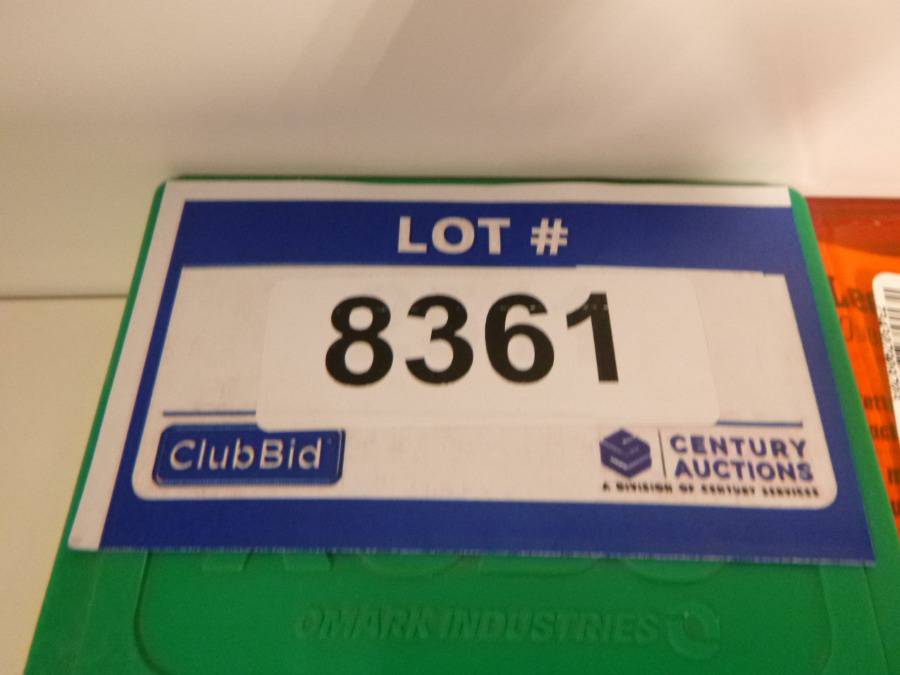 LOT #
8361
ClubBid
CENTURY
AUCTIONS
A DIVISION OF CENTURY SERVICES
OMARK INDUSTRIES